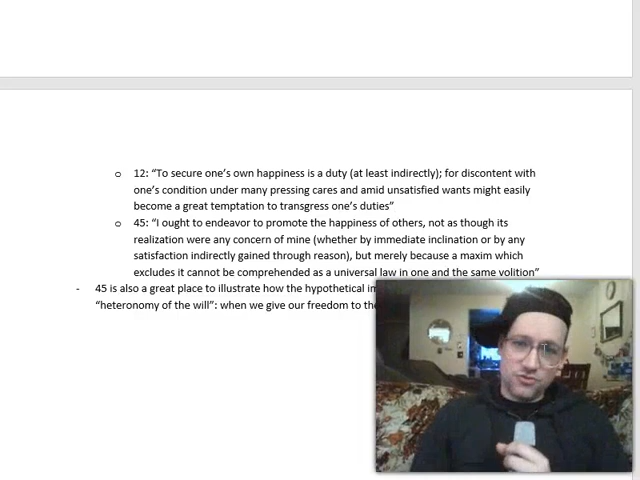 o 12: “To secure one’s own happiness is a duty (at least indirectly); for discontent with
one’s condition under many pressing cares and amid unsatisfied wants might easily
become a great temptation to transgress one’s duties”
o 45: “I ought to endeavor to promote the happiness of others, not as though its
realization were any concern of mine (whether by immediate inclination or by any
satisfaction indirectly gained through reason), but merely because a maxim which
excludes it cannot be comprehended as a universal law in one and the same volition”
- 45 is also a great place to illustrate how the hypothetical
“heteronomy of the will”: when we give our freedom to